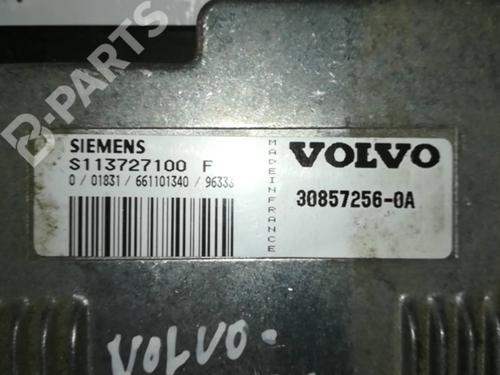 B-PARTS
SIEMENS
S113727100 F
0 / 01831 / 661101340 / 96333
MADE IN FRANCE
VOLVO
30857256-0A
VOLVO-